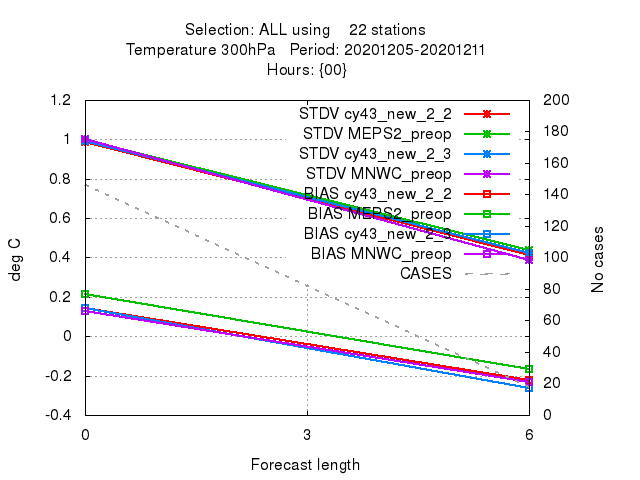 Selection: ALL using 22 stations
Temperature 300hPa Period: 20201205-20201211
Hours: {00}
1.2
1
0.8
0.6
0.4
0.2
0
-0.2
-0.4
200
180
160
140
120
100
80
60
40
20
0
deg C
No cases
STDV cy43_new_2_2
STDV MEPS2_preop
STDV cy43_new_2_3
STDV MNWC_preop
BIAS cy43_new_2_2
BIAS MEPS2_preop
BIAS cy43_new_2_3
BIAS MNWC_preop
CASES
0 3 6
Forecast length